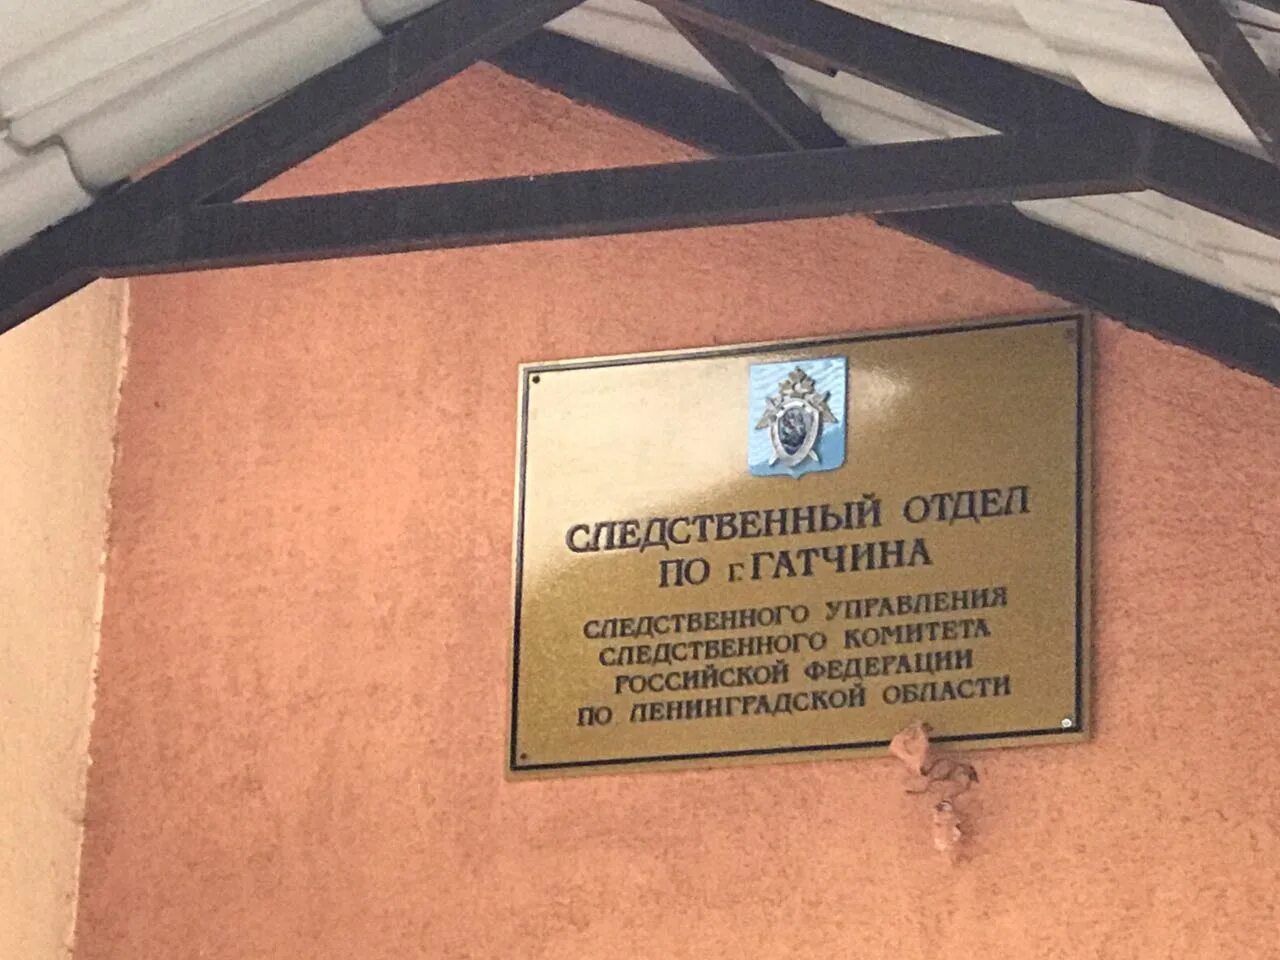 СЛЕДСТВЕННЫЙ ОТДЕЛ
ПО г. ГАТЧИНА
СЛЕДСТВЕННОГО УПРАВЛЕНИЯ
СЛЕДСТВЕННОГО КОМИТЕТА
РОССИЙСКОЙ ФЕДЕРАЦИИ
ПО ЛЕНИНГРАДСКОЙ ОБЛАСТИ